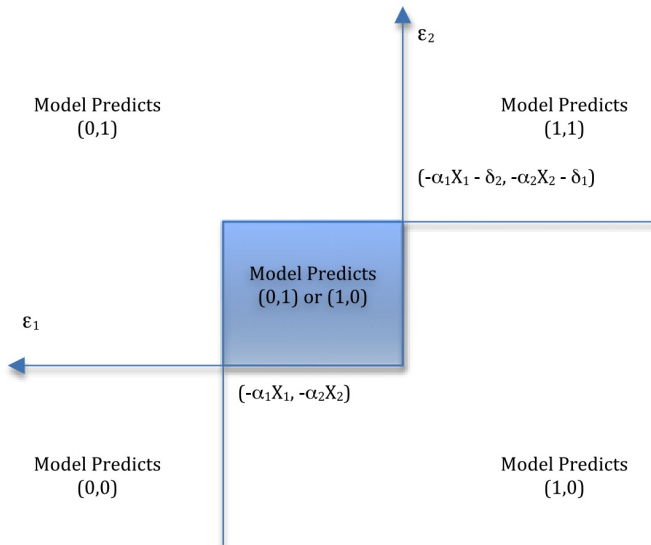 ε₂
Model Predicts
(0,1)
Model Predicts
(1,1)
(-α₁X₁ - δ₂, -α₂X₂ - δ₁)
Model Predicts
(0,1) or (1,0)
ε₁
(-α₁X₁, -α₂X₂)
Model Predicts
(0,0)
Model Predicts
(1,0)